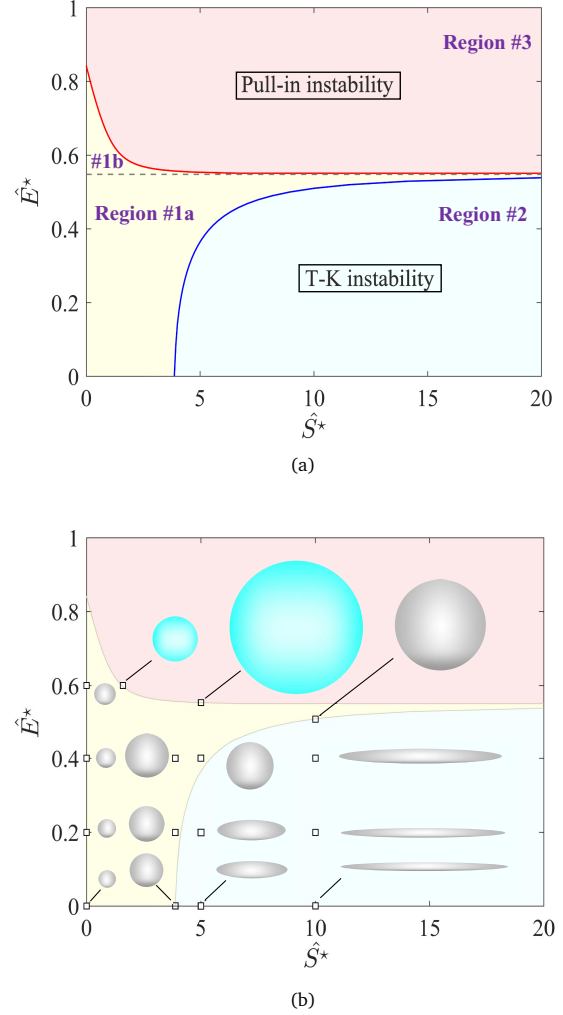 1
Region #3
0.8
Pull-in instability
0.6
#1b
Ê⋆
0.4
Region #1a
Region #2
T-K instability
0.2
0
0 5 10 15 20
Ŝ⋆
(a)
1
0.8
0.6
Ê⋆
0.4
0.2
0
0 5 10 15 20
Ŝ⋆
(b)